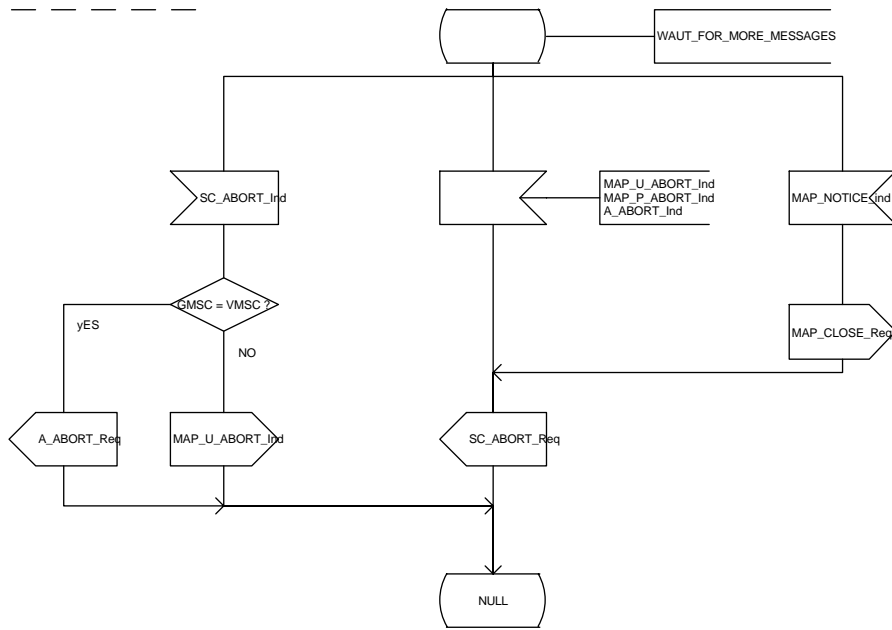 WAUT_FOR_MORE_MESSAGES
SC_ABORT_Ind
MAP_U_ABORT_Ind
MAP_P_ABORT_Ind
A_ABORT_Ind
MAP_NOTICE_ind
GMSC = VMSC ?
yES
NO
MAP_CLOSE_Req
A_ABORT_Req
MAP_U_ABORT_Ind
SC_ABORT_Req
NULL